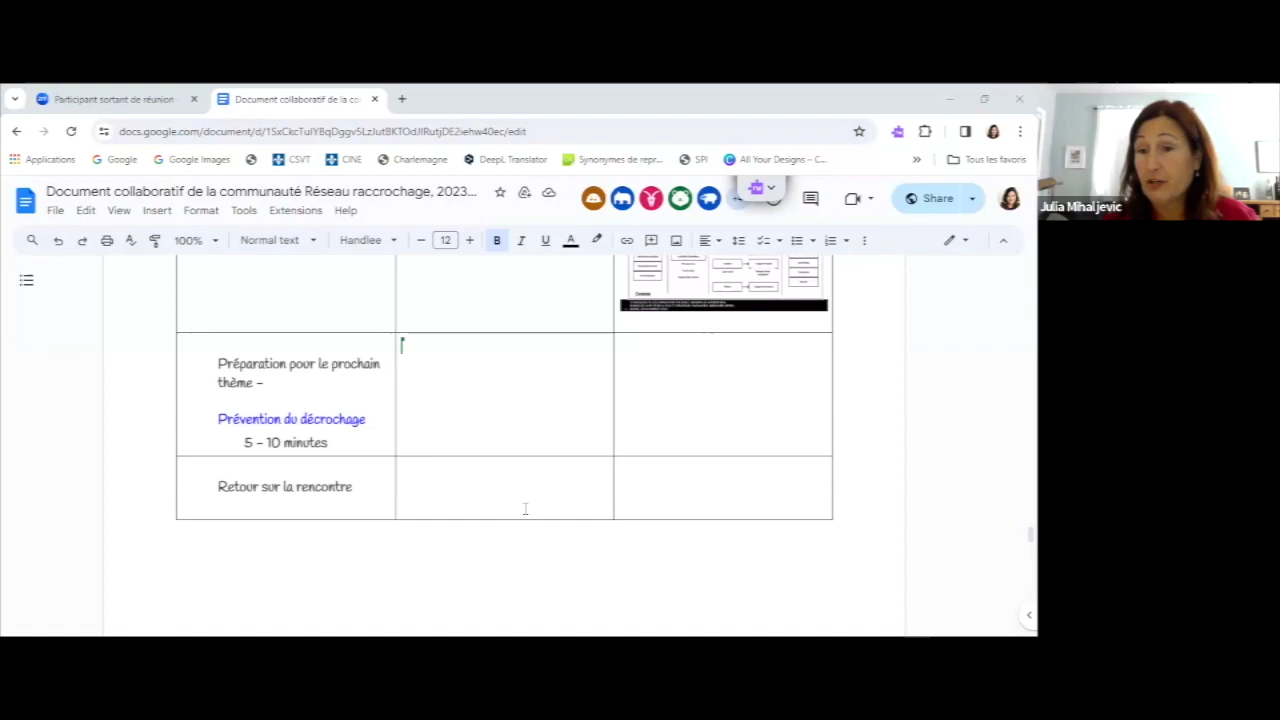 Participant sortant de réunion
Document collaboratif de la co
docs.google.com/document/d/
/edit
Applications
Google
Google Images
CSVT
CINE
Charlemagne
DeepL Translator
Synonymes de repr...
SPI
All Your Designs – C...
Tous les favoris
Document collaboratif de la communauté Réseau raccrochage, 2023...
Share
File Edit View Insert Format Tools Extensions Help
100% Normal text Handlee − 12 + B I U A
Julia Mihaljevic
Préparation pour le prochain
thème –
Prévention du décrochage
5 – 10 minutes
Retour sur la rencontre